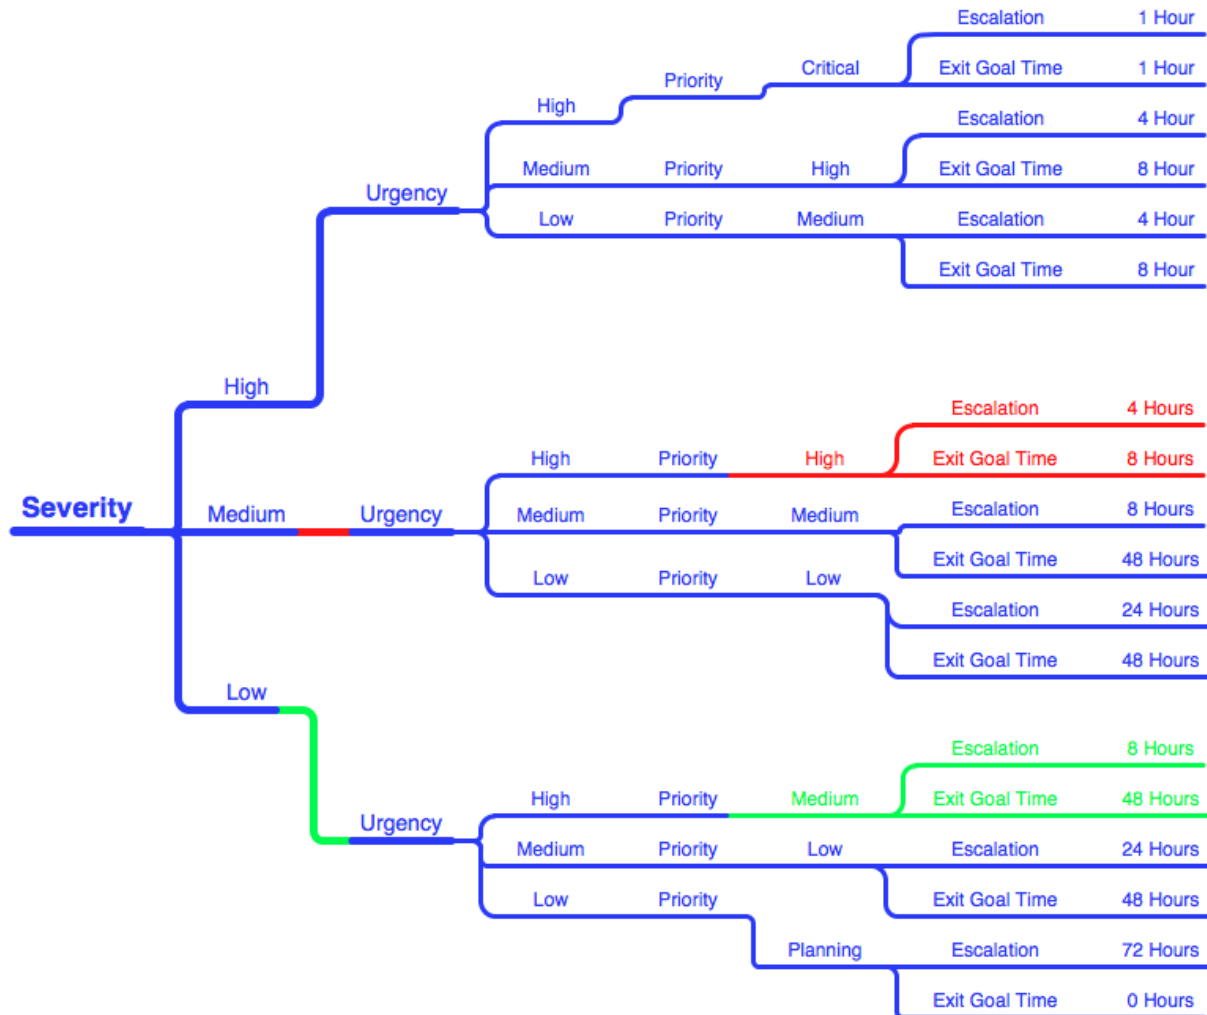 Escalation 1 Hour
Critical Exit Goal Time 1 Hour
Priority
High
Escalation 4 Hour
Medium Priority High Exit Goal Time 8 Hour
Urgency
Low Priority Medium Escalation 4 Hour
Exit Goal Time 8 Hour
High
Escalation 4 Hours
High Priority High Exit Goal Time 8 Hours
Severity
Medium Urgency Medium Priority Medium Escalation 8 Hours
Exit Goal Time 48 Hours
Low Priority Low
Escalation 24 Hours
Exit Goal Time 48 Hours
Low
Escalation 8 Hours
High Priority Medium Exit Goal Time 48 Hours
Urgency
Medium Priority Low Escalation 24 Hours
Low Priority Exit Goal Time 48 Hours
Planning Escalation 72 Hours
Exit Goal Time 0 Hours